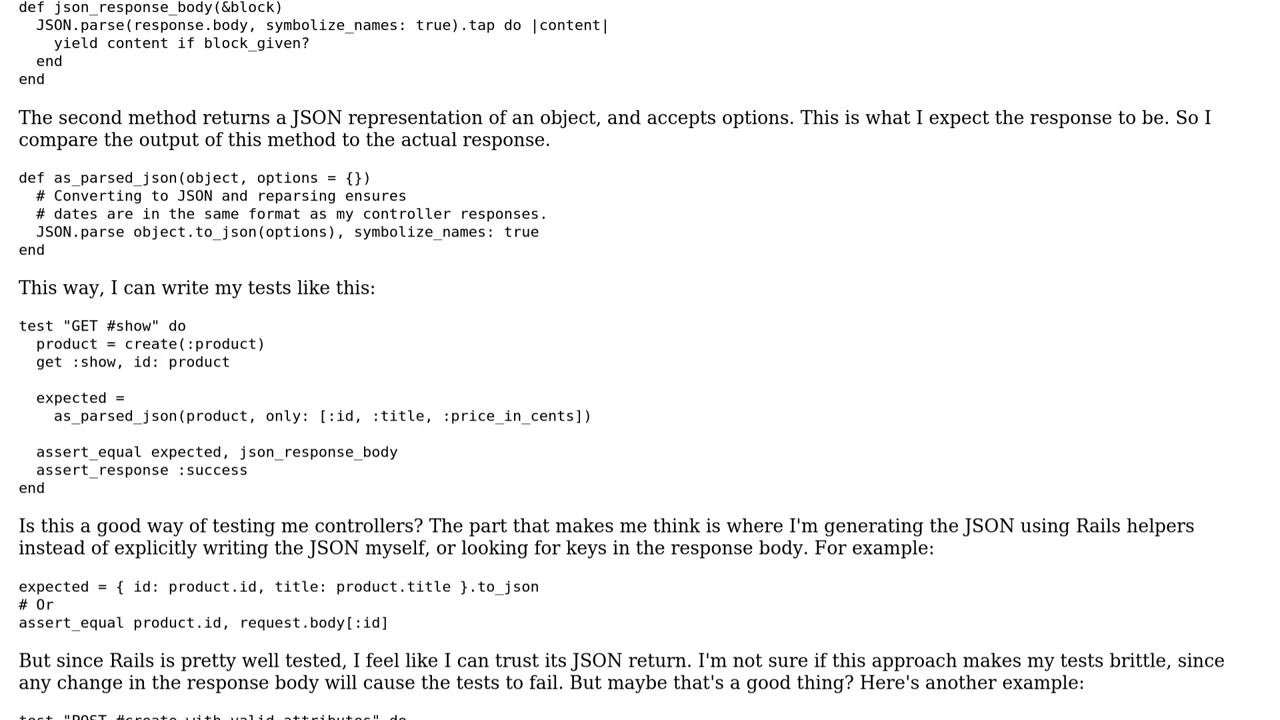 def json_response_body(&block)
  JSON.parse(response.body, symbolize_names: true).tap do |content|
    yield content if block_given?
  end
end
The second method returns a JSON representation of an object, and accepts options. This is what I expect the response to be. So I
compare the output of this method to the actual response.
def as_parsed_json(object, options = {})
  # Converting to JSON and reparsing ensures
  # dates are in the same format as my controller responses.
  JSON.parse object.to_json(options), symbolize_names: true
end
This way, I can write my tests like this:
test "GET #show" do
  product = create(:product)
  get :show, id: product
  expected =
    as_parsed_json(product, only: [:id, :title, :price_in_cents])
  assert_equal expected, json_response_body
  assert_response :success
end
Is this a good way of testing me controllers? The part that makes me think is where I'm generating the JSON using Rails helpers
instead of explicitly writing the JSON myself, or looking for keys in the response body. For example:
expected = { id: product.id, title: product.title }.to_json
# Or
assert_equal product.id, request.body[:id]
But since Rails is pretty well tested, I feel like I can trust its JSON return. I'm not sure if this approach makes my tests brittle, since
any change in the response body will cause the tests to fail. But maybe that's a good thing? Here's another example:
test "POST #create with valid attributes" do